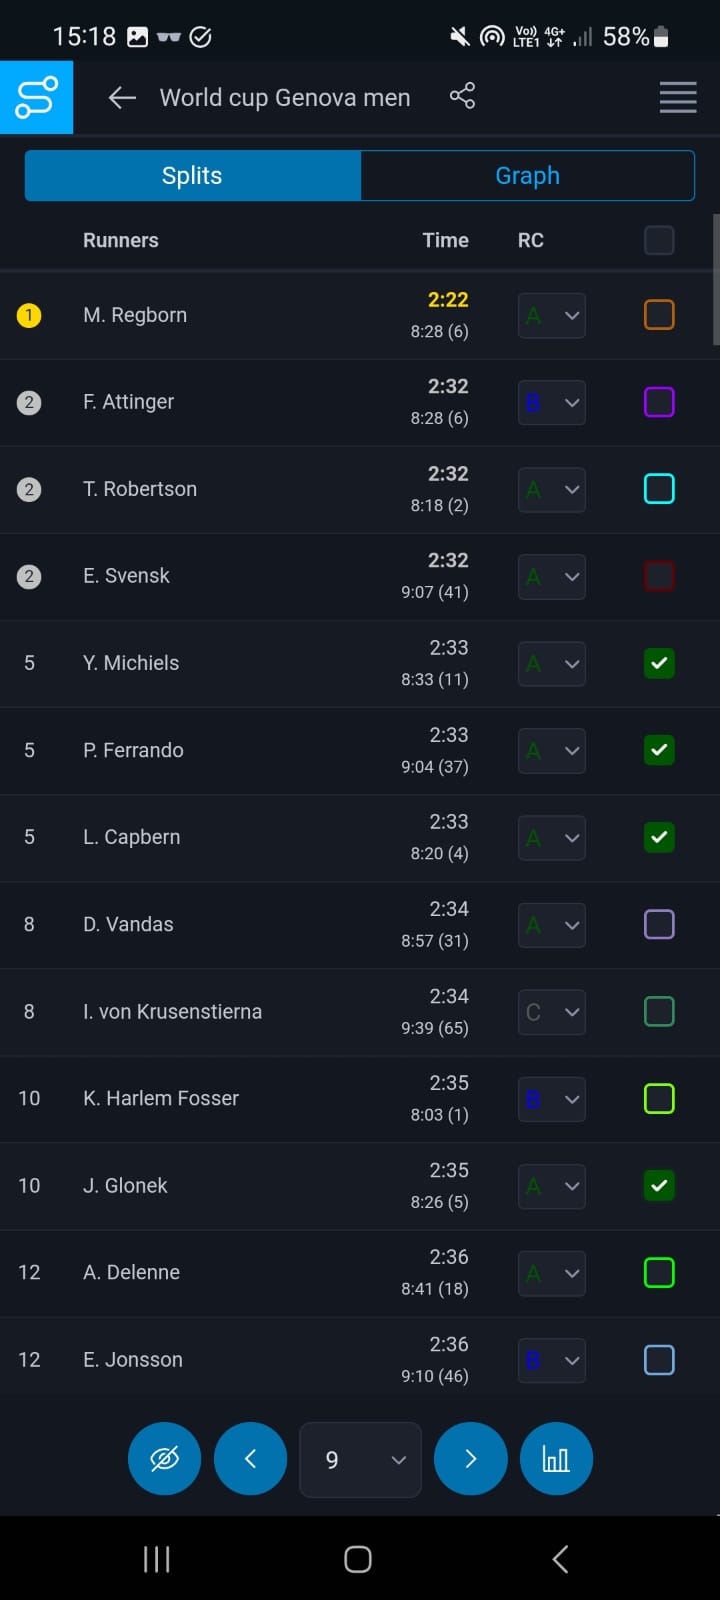 15:18 Vo)) LTE1 4G+ 58%
World cup Genova men
Splits Graph
Runners Time RC
1 M. Regborn 2:22 A
8:28 (6)
2 F. Attinger 2:32 B
8:28 (6)
2 T. Robertson 2:32 A
8:18 (2)
2 E. Svensk 2:32 A
9:07 (41)
5 Y. Michiels 2:33 A
8:33 (11)
5 P. Ferrando 2:33 A
9:04 (37)
5 L. Capbern 2:33 A
8:20 (4)
8 D. Vandas 2:34 A
8:57 (31)
8 I. von Krusenstierna 2:34 C
9:39 (65)
10 K. Harlem Fosser 2:35 B
8:03 (1)
10 J. Glonek 2:35 A
8:26 (5)
12 A. Delenne 2:36 A
8:41 (18)
12 E. Jonsson 2:36 B
9:10 (46)
9